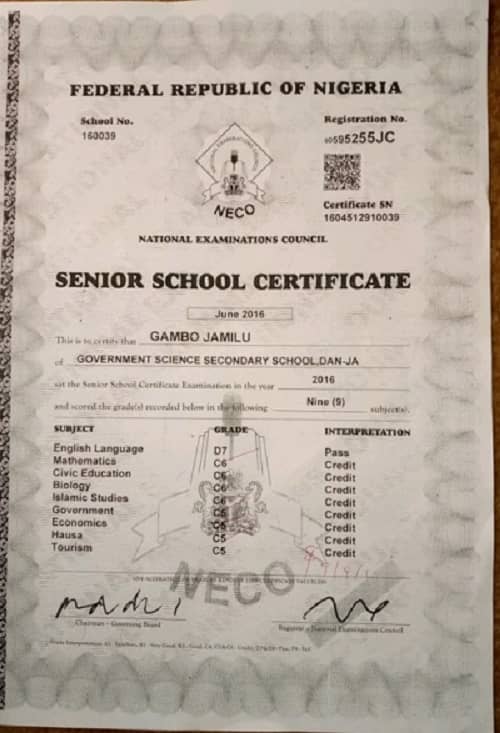 FEDERAL REPUBLIC OF NIGERIA
School No.
160039
Registration No.
595255JC
Certificate SN
1604512910039
NECO
NATIONAL EXAMINATIONS COUNCIL
SENIOR SCHOOL CERTIFICATE
June 2016
This is to certify that GAMBO JAMILU
of GOVERNMENT SCIENCE SECONDARY SCHOOL,DAN-JA
sat the Senior School Certificate Examination in the year 2016
and scored the grade(s) recorded below in the following Nine (9) subject(s).
SUBJECT GRADE INTERPRETATION
English Language D7 Pass
Mathematics C6 Credit
Civic Education C6 Credit
Biology C6 Credit
Islamic Studies C6 Credit
Government C5 Credit
Economics Credit
Hausa C5 Credit
Tourism C5 Credit
NECO
Chairman - Governing Board
Registrar - National Examinations Council